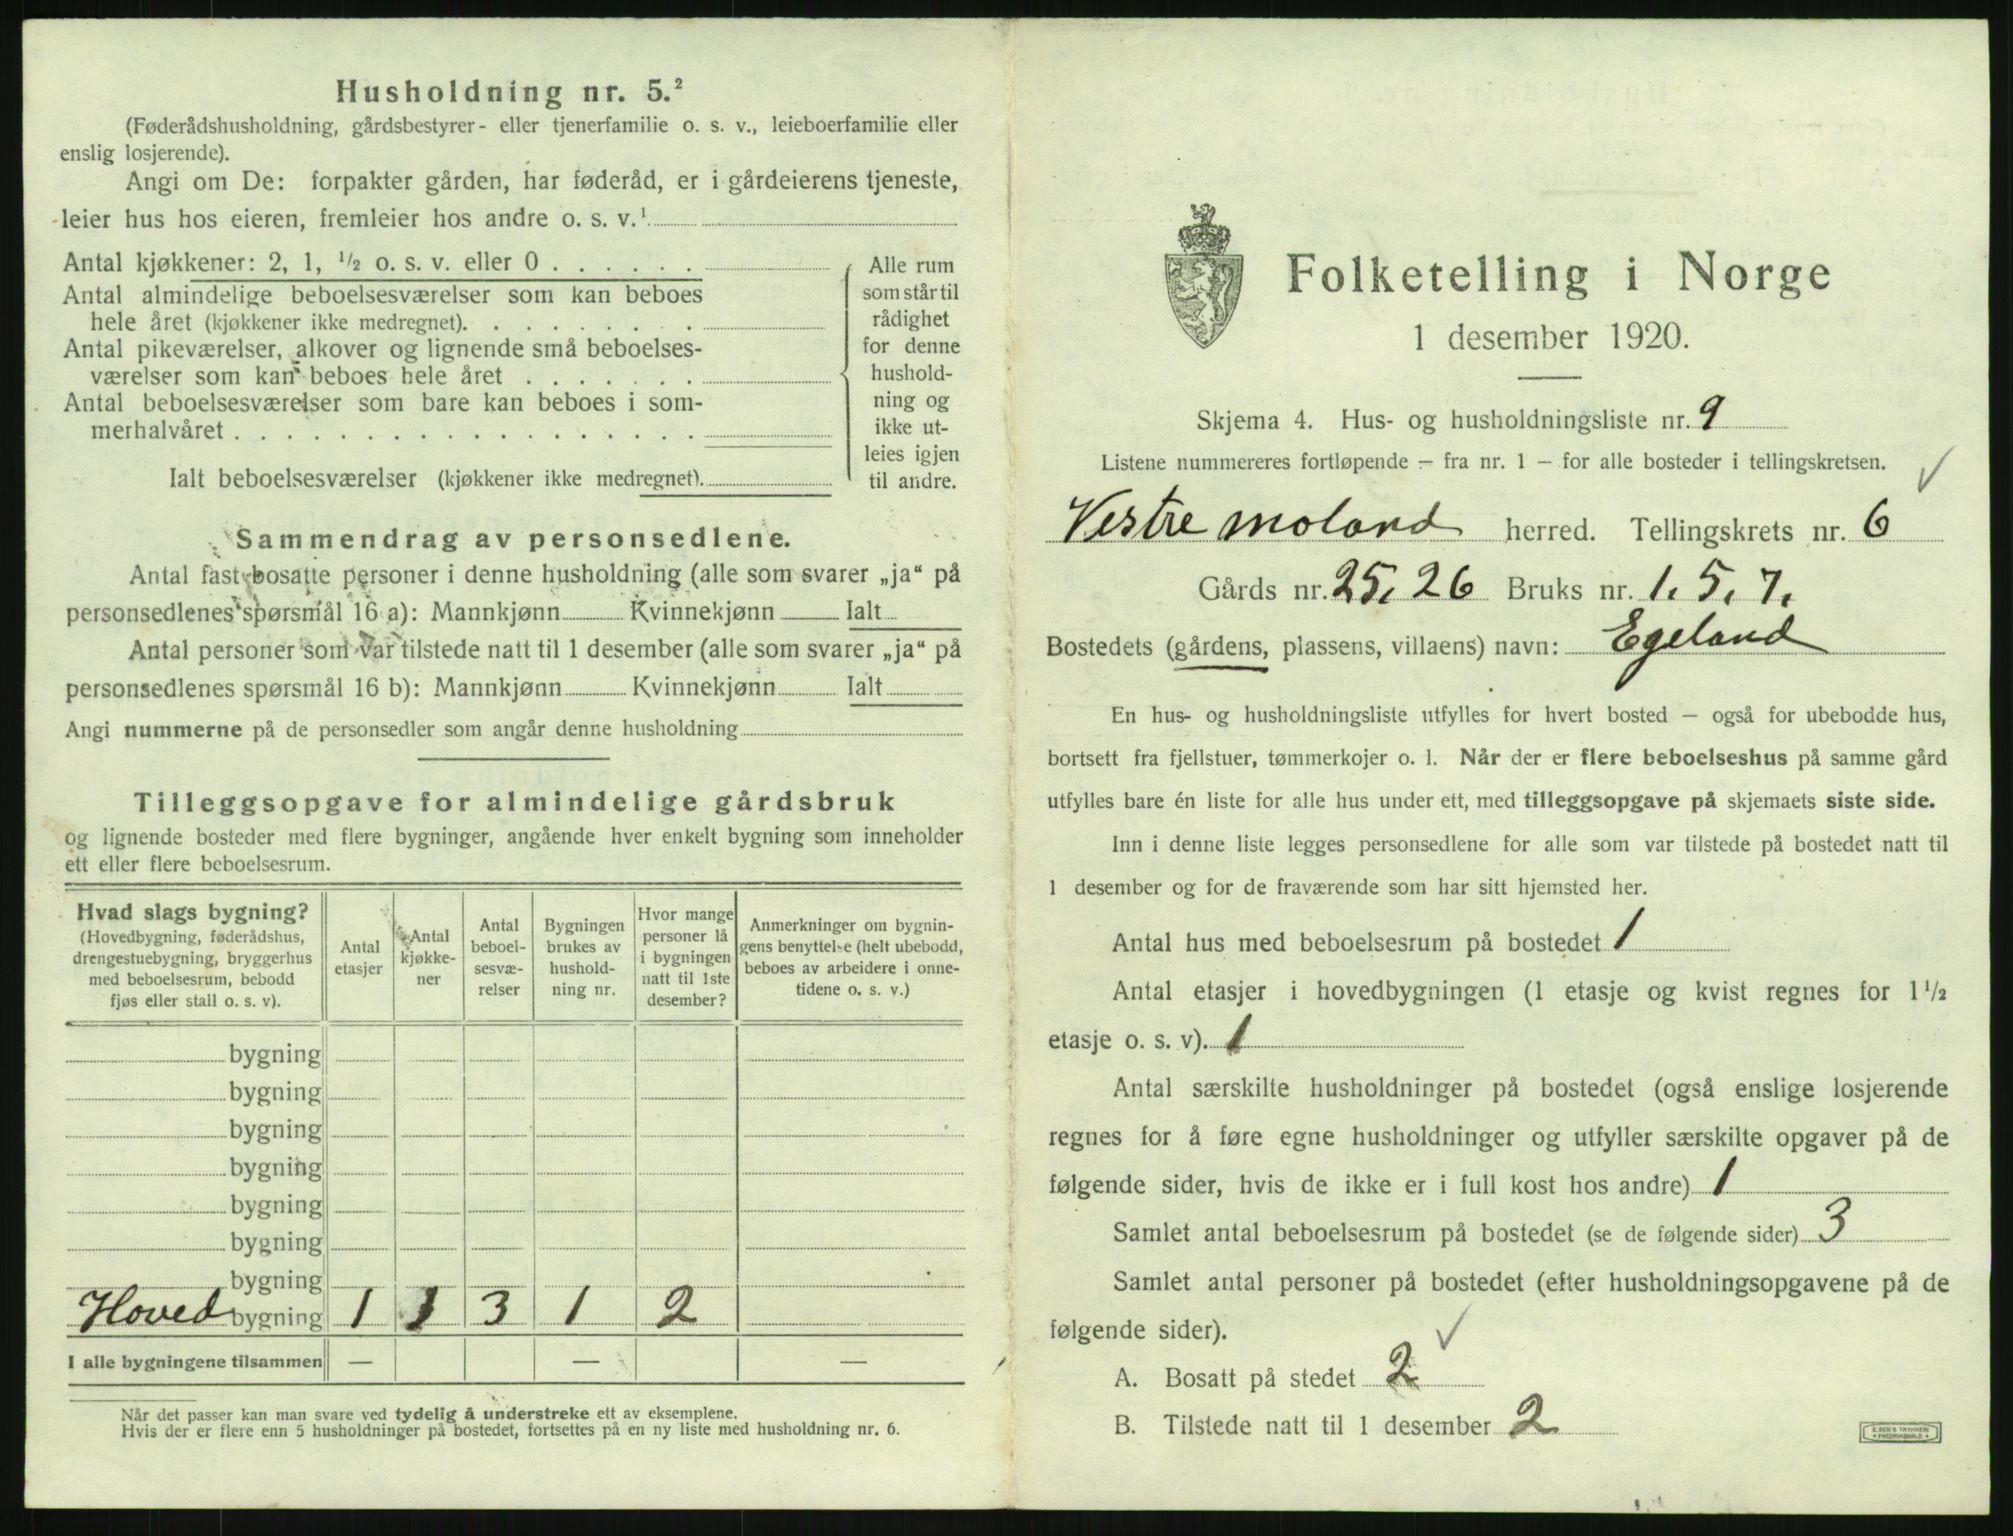 Husholdning nr. 5.²
(Føderådshusholdning, gårdsbestyrer- eller tjenerfamilie o. s. v., leieboerfamilie eller
enslig losjerende).
Angi om De: forpakter gården, har føderåd, er i gårdeierens tjeneste,
leier hus hos eieren, fremleier hos andre o. s. v.¹
Antal kjøkkener: 2, 1, ½ o. s. v. eller 0 . . . . . .
Antal almindelige beboelsesværelser som kan beboes
hele året (kjøkkener ikke medregnet). . . . . . . . .
Antal pikeværelser, alkover og lignende små beboelses-
værelser som kan beboes hele året . . . . . . .
Antal beboelsesværelser som bare kan beboes i som-
merhalvåret . . . . . . . . . . . . . . . . . .
Ialt beboelsesværelser (kjøkkener ikke medregnet).
Alle rum
som står til
rådighet
for denne
hushold-
ning og
ikke ut-
leies igjen
til andre.
Sammendrag av personsedlene.
Antal fast bosatte personer i denne husholdning (alle som svarer „ja“ på
personsedlenes spørsmål 16 a): Mannkjønn Kvinnekjønn Ialt
Antal personer som var tilstede natt til 1 desember (alle som svarer „ja“ på
personsedlenes spørsmål 16 b): Mannkjønn Kvinnekjønn Ialt
Angi nummerne på de personsedler som angår denne husholdning
Tilleggsopgave for almindelige gårdsbruk
og lignende bosteder med flere bygninger, angående hver enkelt bygning som inneholder
ett eller flere beboelsesrum.
Hvad slags bygning?
(Hovedbygning, føderådshus,
drengestuebygning, bryggerhus
med beboelsesrum, bebodd
fjøs eller stall o. s. v).
Antal
etasjer
Antal
kjøkke-
ner
Antal
beboel-
sesvæ-
relser
Bygningen
brukes av
hushold-
ning nr.
Hvor mange
personer lå
i bygningen
natt til 1ste
desember?
Anmerkninger om bygnin-
gens benyttelse (helt ubebodd,
beboes av arbeidere i onne-
tidene o. s. v.)
bygning
bygning
bygning
bygning
bygning
bygning
bygning
Hoved bygning 1 1 3 1 2
I alle bygningene tilsammen — — —
Når det passer kan man svare ved tydelig å understreke ett av eksemplene.
Hvis der er flere enn 5 husholdninger på bostedet, fortsettes på en ny liste med husholdning nr. 6.
Folketelling i Norge
1 desember 1920.
Skjema 4. Hus- og husholdningsliste nr. 9
Listene nummereres fortløpende — fra nr. 1 — for alle bosteder i tellingskretsen.
Vestre moland herred. Tellingskrets nr. 6
Gårds nr. 25, 26 Bruks nr. 1, 5, 7,
Bostedets (gårdens, plassens, villaens) navn: Egeland
En hus- og husholdningsliste utfylles for hvert bosted — også for ubebodde hus,
bortsett fra fjellstuer, tømmerkojer o. l. Når der er flere beboelseshus på samme gård
utfylles bare én liste for alle hus under ett, med tilleggsopgave på skjemaets siste side.
Inn i denne liste legges personsedlene for alle som var tilstede på bostedet natt til
1 desember og for de fraværende som har sitt hjemsted her.
Antal hus med beboelsesrum på bostedet 1
Antal etasjer i hovedbygningen (1 etasje og kvist regnes for 1½
etasje o. s. v). 1
Antal særskilte husholdninger på bostedet (også enslige losjerende
regnes for å føre egne husholdninger og utfyller særskilte opgaver på de
følgende sider, hvis de ikke er i full kost hos andre) 1
Samlet antal beboelsesrum på bostedet (se de følgende sider) 3
Samlet antal personer på bostedet (efter husholdningsopgavene på de
følgende sider).
A. Bosatt på stedet 2
B. Tilstede natt til 1 desember 2